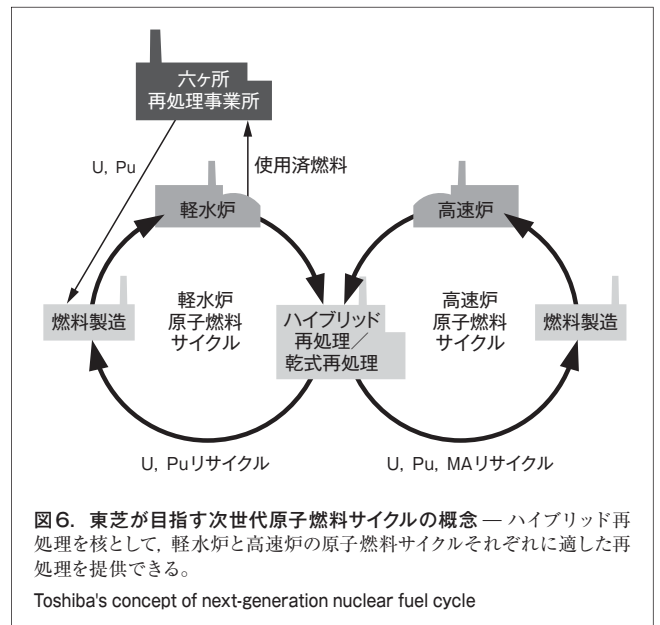 六ヶ所
再処理事業所
U, Pu
使用済燃料
軽水炉
高速炉
燃料製造
軽水炉
原子燃料
サイクル
ハイブリッド
再処理／
乾式再処理
高速炉
原子燃料
サイクル
燃料製造
U, Puリサイクル
U, Pu, MAリサイクル
図6．東芝が目指す次世代原子燃料サイクルの概念 — ハイブリッド再
処理を核として，軽水炉と高速炉の原子燃料サイクルそれぞれに適した再
処理を提供できる。
Toshiba's concept of next-generation nuclear fuel cycle